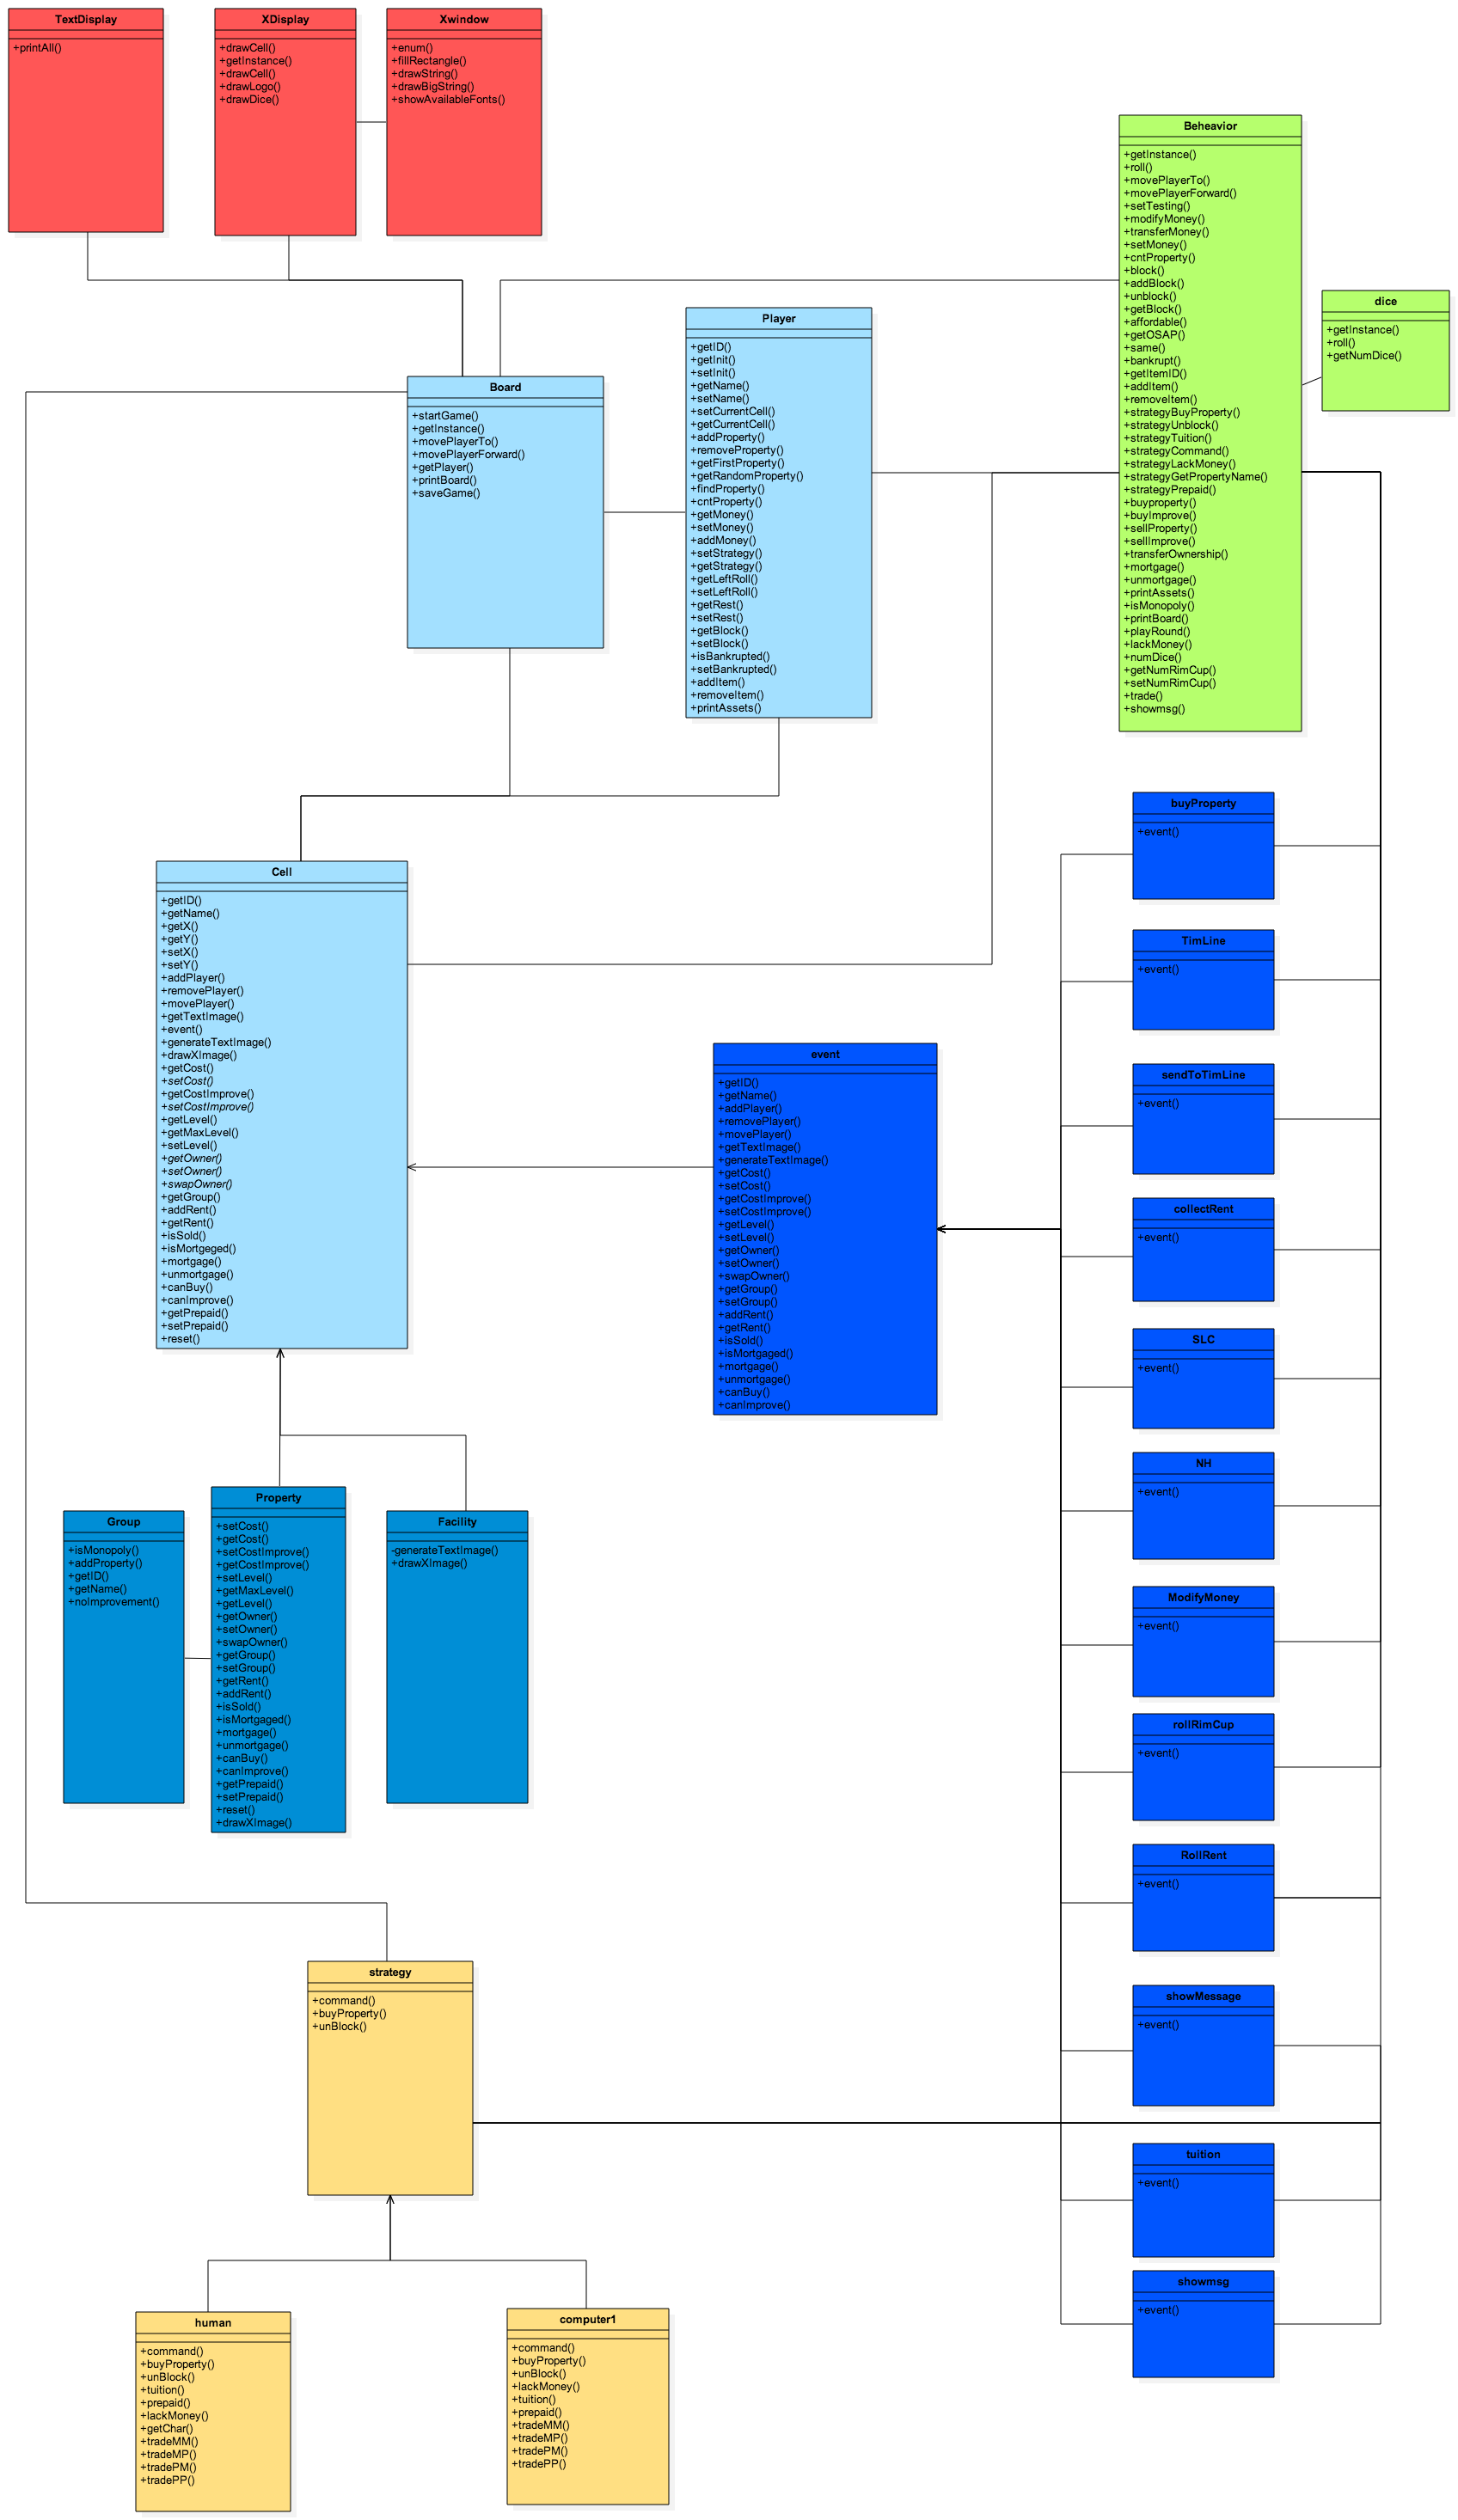 TextDisplay
+printAll()
XDisplay
+drawCell()
+getInstance()
+drawCell()
+drawLogo()
+drawDice()
Xwindow
+enum()
+fillRectangle()
+drawString()
+drawBigString()
+showAvailableFonts()
Beheavior
+getInstance()
+roll()
+movePlayerTo()
+movePlayerForward()
+setTesting()
+modifyMoney()
+transferMoney()
+setMoney()
+cntProperty()
+block()
+addBlock()
+unblock()
+getBlock()
+affordable()
+getOSAP()
+same()
+bankrupt()
+getItemID()
+addItem()
+removeItem()
+strategyBuyProperty()
+strategyUnblock()
+strategyTuition()
+strategyCommand()
+strategyLackMoney()
+strategyGetPropertyName()
+strategyPrepaid()
+buyproperty()
+buyImprove()
+sellProperty()
+sellImprove()
+transferOwnership()
+mortgage()
+unmortgage()
+printAssets()
+isMonopoly()
+printBoard()
+playRound()
+lackMoney()
+numDice()
+getNumRimCup()
+setNumRimCup()
+trade()
+showmsg()
dice
+getInstance()
+roll()
+getNumDice()
Player
+getID()
+getInit()
+setInit()
+getName()
+setName()
+setCurrentCell()
+getCurrentCell()
+addProperty()
+removeProperty()
+getFirstProperty()
+getRandomProperty()
+findProperty()
+cntProperty()
+getMoney()
+setMoney()
+addMoney()
+setStrategy()
+getStrategy()
+getLeftRoll()
+setLeftRoll()
+getRest()
+setRest()
+getBlock()
+setBlock()
+isBankrupted()
+setBankrupted()
+addItem()
+removeItem()
+printAssets()
Board
+startGame()
+getInstance()
+movePlayerTo()
+movePlayerForward()
+getPlayer()
+printBoard()
+saveGame()
Cell
+getID()
+getName()
+getX()
+getY()
+setX()
+setY()
+addPlayer()
+removePlayer()
+movePlayer()
+getTextImage()
+event()
+generateTextImage()
+drawXImage()
+getCost()
+setCost()
+getCostImprove()
+setCostImprove()
+getLevel()
+getMaxLevel()
+setLevel()
+getOwner()
+setOwner()
+swapOwner()
+getGroup()
+addRent()
+getRent()
+isSold()
+isMortgeged()
+mortgage()
+unmortgage()
+canBuy()
+canImprove()
+getPrepaid()
+setPrepaid()
+reset()
event
+getID()
+getName()
+addPlayer()
+removePlayer()
+movePlayer()
+getTextImage()
+generateTextImage()
+getCost()
+setCost()
+getCostImprove()
+setCostImprove()
+getLevel()
+setLevel()
+getOwner()
+setOwner()
+swapOwner()
+getGroup()
+setGroup()
+addRent()
+getRent()
+isSold()
+isMortgaged()
+mortgage()
+unmortgage()
+canBuy()
+canImprove()
buyProperty
+event()
TimLine
+event()
sendToTimLine
+event()
collectRent
+event()
SLC
+event()
NH
+event()
ModifyMoney
+event()
rollRimCup
+event()
RollRent
+event()
showMessage
+event()
tuition
+event()
showmsg
+event()
Group
+isMonopoly()
+addProperty()
+getID()
+getName()
+noImprovement()
Property
+setCost()
+getCost()
+setCostImprove()
+getCostImprove()
+setLevel()
+getMaxLevel()
+getLevel()
+getOwner()
+setOwner()
+swapOwner()
+getGroup()
+setGroup()
+getRent()
+addRent()
+isSold()
+isMortgaged()
+mortgage()
+unmortgage()
+canBuy()
+canImprove()
+getPrepaid()
+setPrepaid()
+reset()
+drawXImage()
Facility
-generateTextImage()
+drawXImage()
strategy
+command()
+buyProperty()
+unBlock()
human
+command()
+buyProperty()
+unBlock()
+tuition()
+prepaid()
+lackMoney()
+getChar()
+tradeMM()
+tradeMP()
+tradePM()
+tradePP()
computer1
+command()
+buyProperty()
+unBlock()
+lackMoney()
+tuition()
+prepaid()
+tradeMM()
+tradeMP()
+tradePM()
+tradePP()